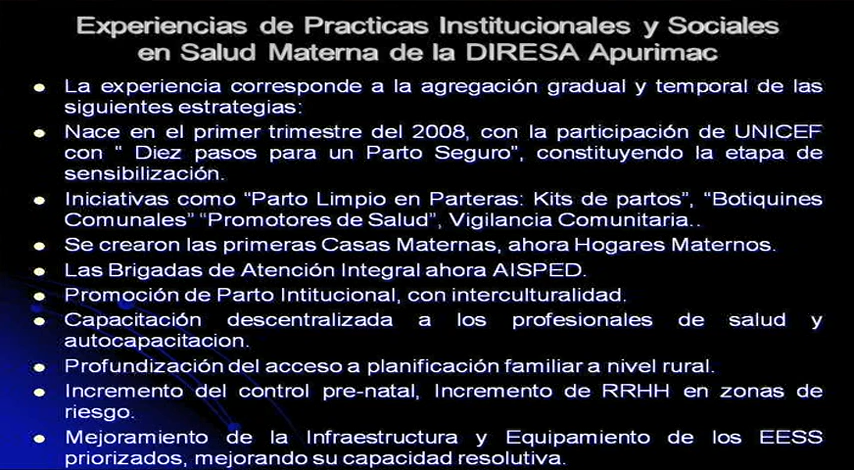 Experiencias de Practicas Institucionales y Sociales
en Salud Materna de la DIRESA Apurimac
La experiencia corresponde a la agregación gradual y temporal de las
siguientes estrategias:
Nace en el primer trimestre del 2008, con la participación de UNICEF
con " Diez pasos para un Parto Seguro", constituyendo la etapa de
sensibilización.
Iniciativas como "Parto Limpio en Parteras: Kits de partos", "Botiquines
Comunales" "Promotores de Salud", Vigilancia Comunitaria..
Se crearon las primeras Casas Maternas, ahora Hogares Maternos.
Las Brigadas de Atención Integral ahora AISPED.
Promoción de Parto Intitucional, con interculturalidad.
Capacitación descentralizada a los profesionales de salud y
autocapacitacion.
Profundización del acceso a planificación familiar a nivel rural.
Incremento del control pre-natal, Incremento de RRHH en zonas de
riesgo.
Mejoramiento de la Infraestructura y Equipamiento de los EESS
priorizados, mejorando su capacidad resolutiva.